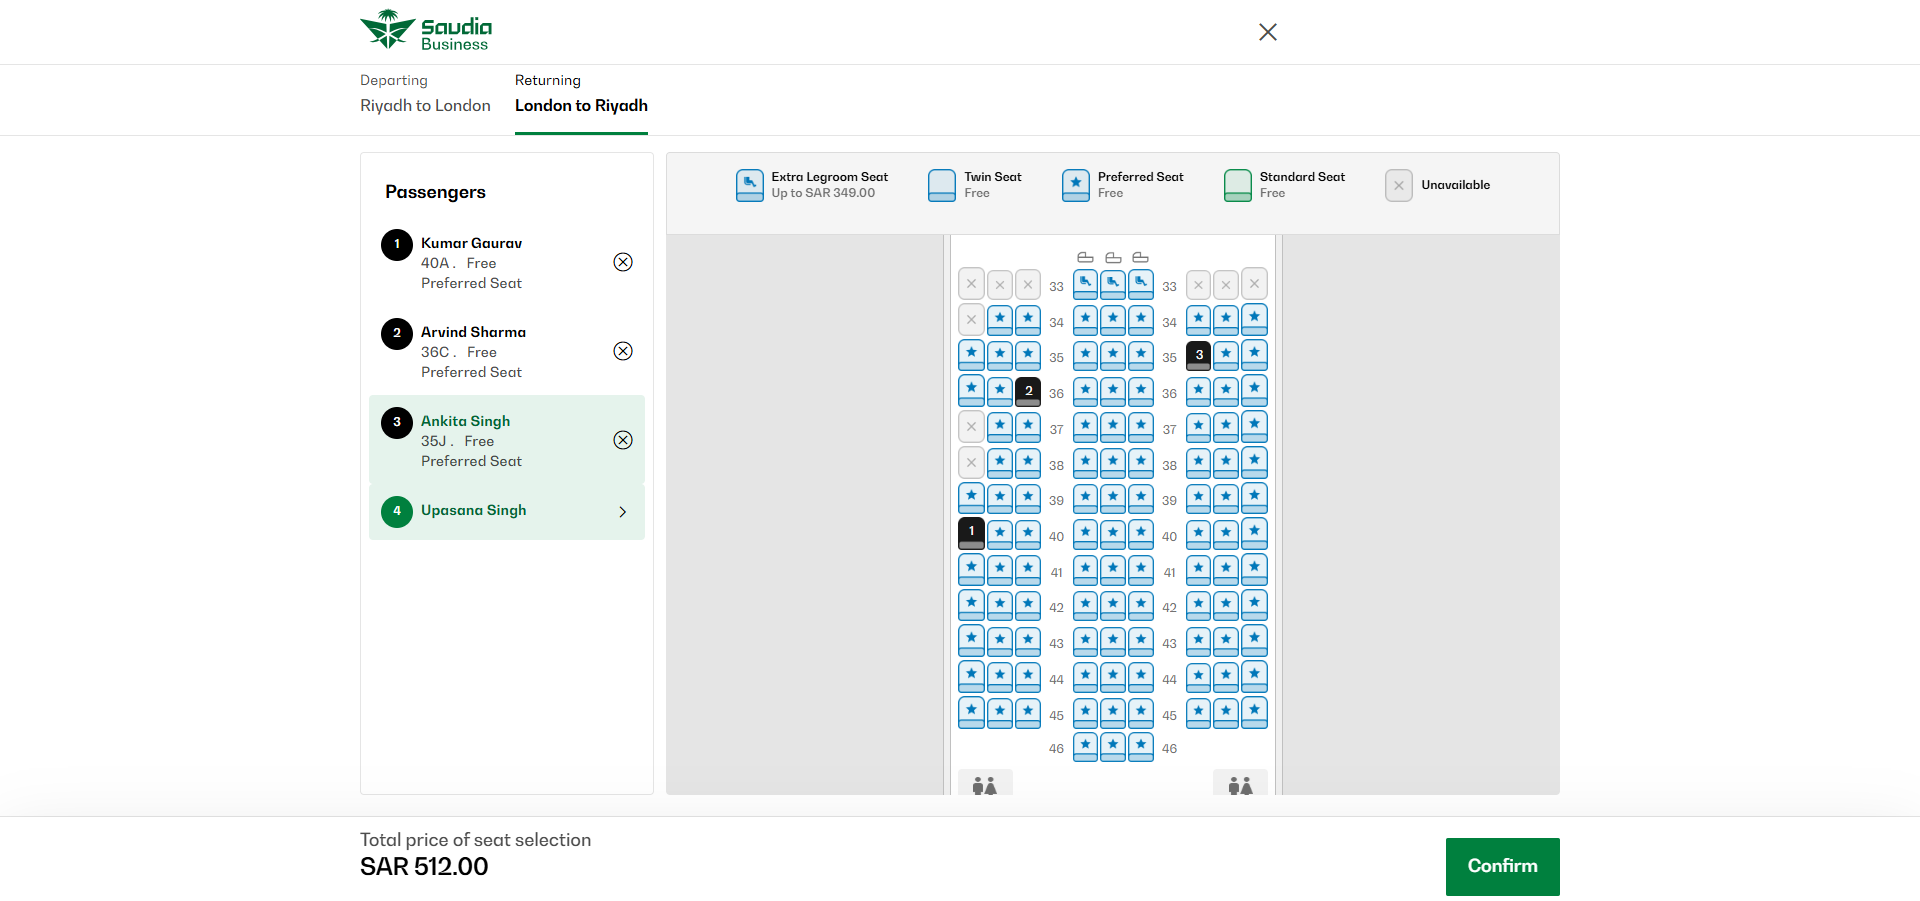 Saudia
Business
Departing
Riyadh to London
Returning
London to Riyadh
Passengers
1
Kumar Gaurav
40A . Free
Preferred Seat
2
Arvind Sharma
36C . Free
Preferred Seat
3
Ankita Singh
35J . Free
Preferred Seat
4
Upasana Singh
Extra Legroom Seat
Up to SAR 349.00
Twin Seat
Free
Preferred Seat
Free
Standard Seat
Free
Unavailable
33 33
34 34
35 35 3
2 36 36
37 37
38 38
39 39
1 40 40
41 41
42 42
43 43
44 44
45 45
46 46
Total price of seat selection
SAR 512.00
Confirm